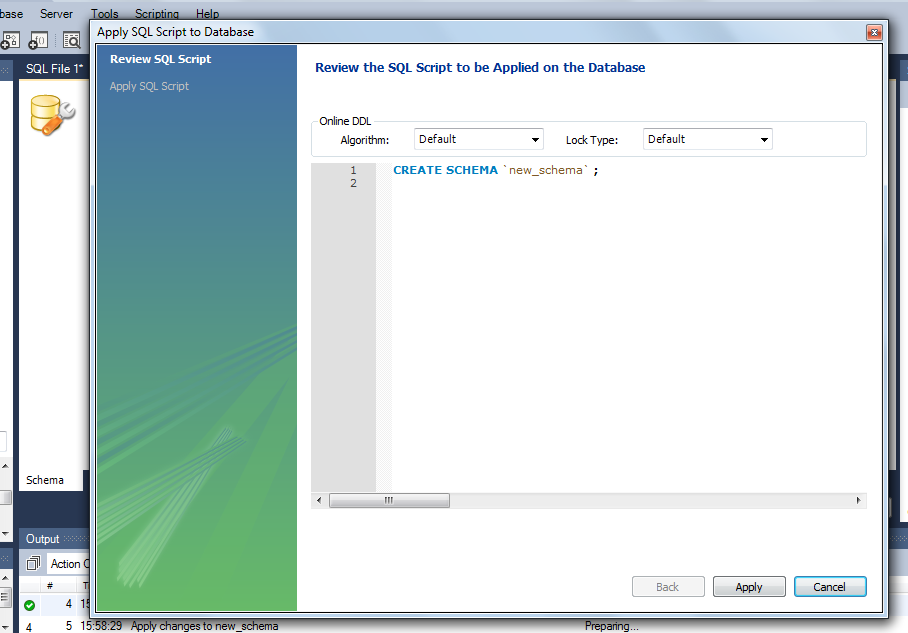 base Server Tools Scripting Help
Apply SQL Script to Database
SQL File 1*
Review SQL Script
Apply SQL Script
Review the SQL Script to be Applied on the Database
Online DDL
Algorithm: Default Lock Type: Default
1 CREATE SCHEMA `new_schema` ;
2
Schema
Output
Back Apply Cancel
Action O
# T
4 15
4 5 15:58:29 Apply changes to new_schema Preparing...